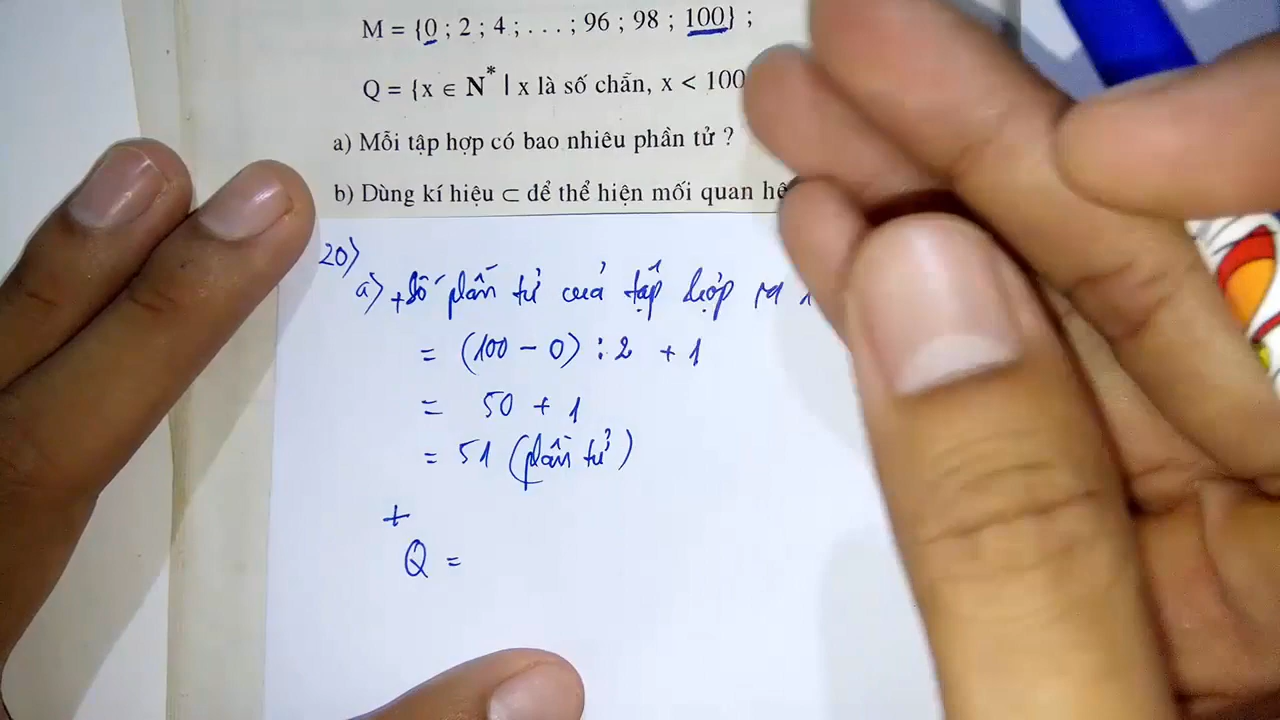 M = {0 ; 2 ; 4 ; . . . ; 96 ; 98 ; 100} ;
Q = {x ∈ N* | x là số chẵn, x < 100
a) Mỗi tập hợp có bao nhiêu phần tử ?
b) Dùng kí hiệu ⊂ để thể hiện mối quan hệ
20)
a) + Số phần tử của tập hợp M
= (100 - 0) : 2 + 1
= 50 + 1
= 51 (phần tử)
+
Q =